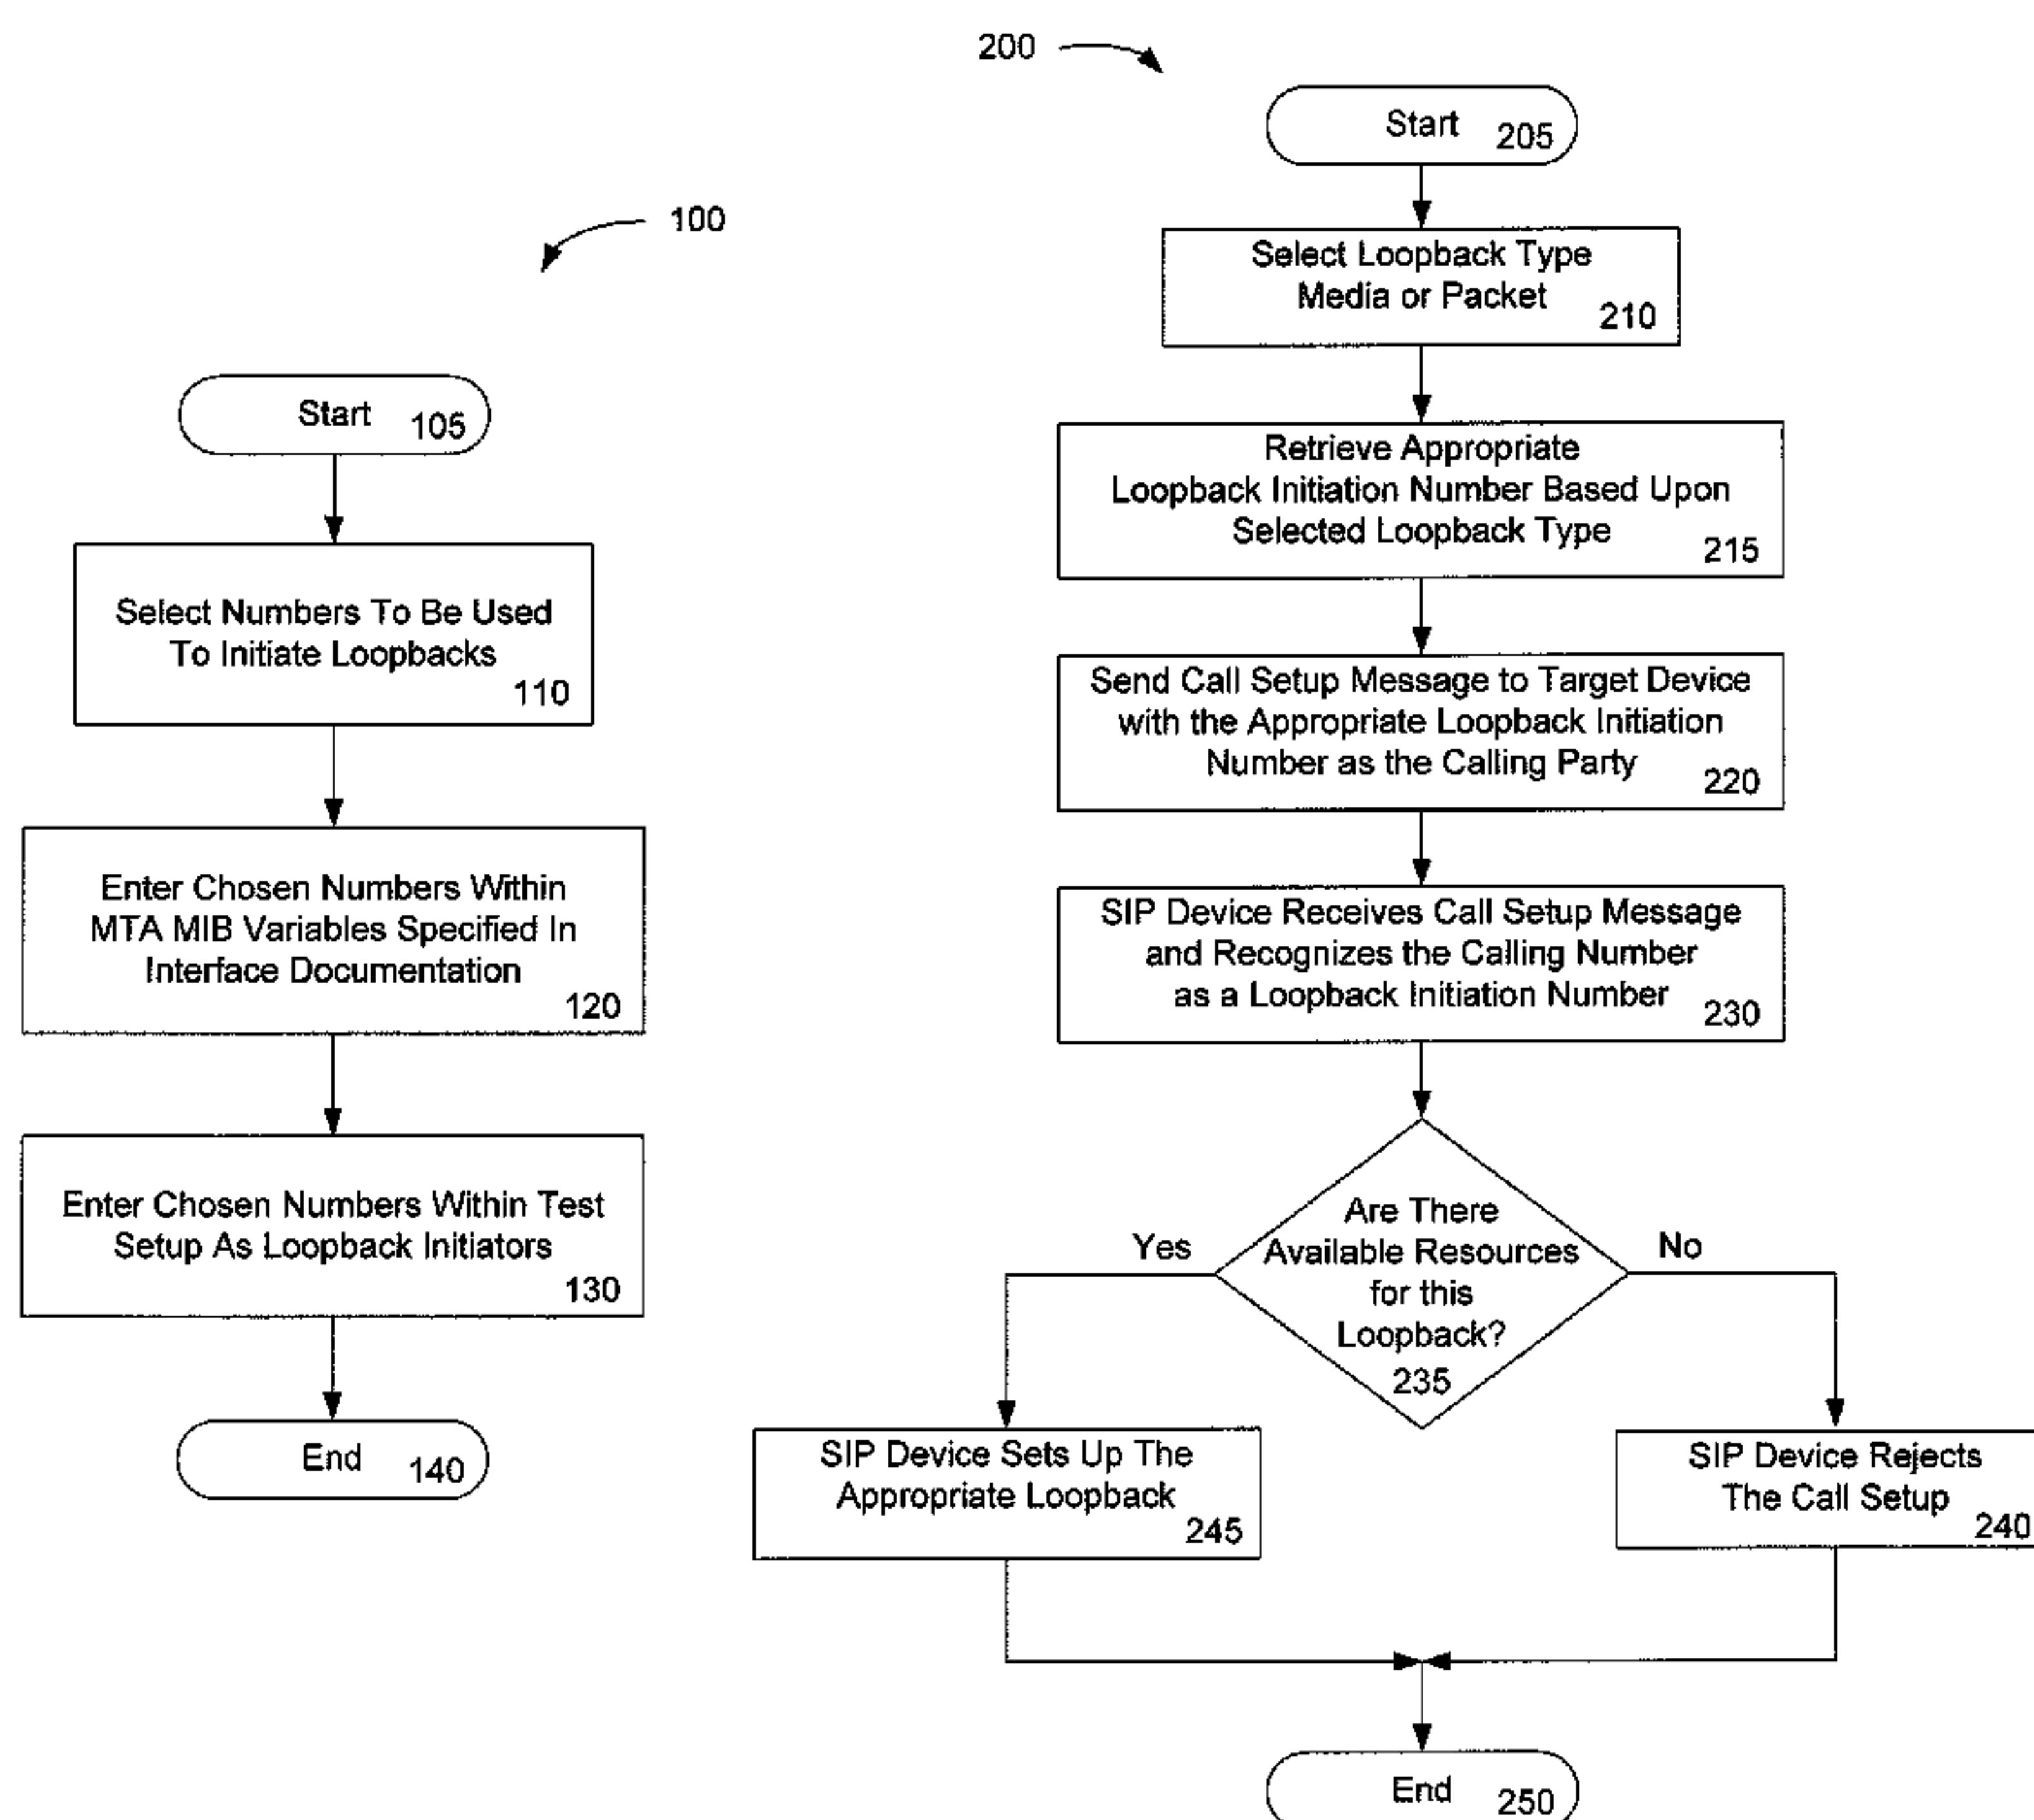 100
Start 105
Select Numbers To Be Used
To Initiate Loopbacks
110
Enter Chosen Numbers Within
MTA MIB Variables Specified In
Interface Documentation
120
Enter Chosen Numbers Within Test
Setup As Loopback Initiators
130
End 140
200
Start 205
Select Loopback Type
Media or Packet
210
Retrieve Appropriate
Loopback Initiation Number Based Upon
Selected Loopback Type
215
Send Call Setup Message to Target Device
with the Appropriate Loopback Initiation
Number as the Calling Party
220
SIP Device Receives Call Setup Message
and Recognizes the Calling Number
as a Loopback Initiation Number
230
Are There
Available Resources
for this
Loopback?
235
Yes
No
SIP Device Sets Up The
Appropriate Loopback
245
SIP Device Rejects
The Call Setup
240
End 250